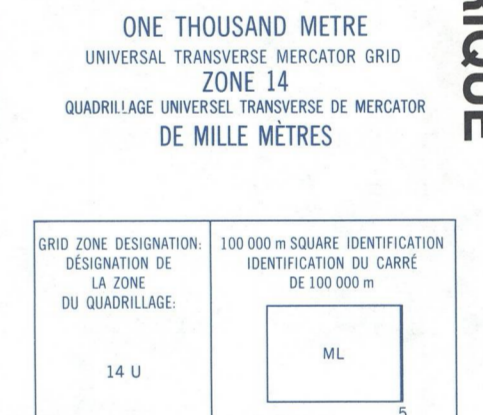 ONE THOUSAND METRE
UNIVERSAL TRANSVERSE MERCATOR GRID
ZONE 14
QUADRILLAGE UNIVERSEL TRANSVERSE DE MERCATOR
DE MILLE MÈTRES
RIQUE
GRID ZONE DESIGNATION:
DÉSIGNATION DE
LA ZONE
DU QUADRILLAGE:
14 U
100 000 m SQUARE IDENTIFICATION
IDENTIFICATION DU CARRÉ
DE 100 000 m
ML
5